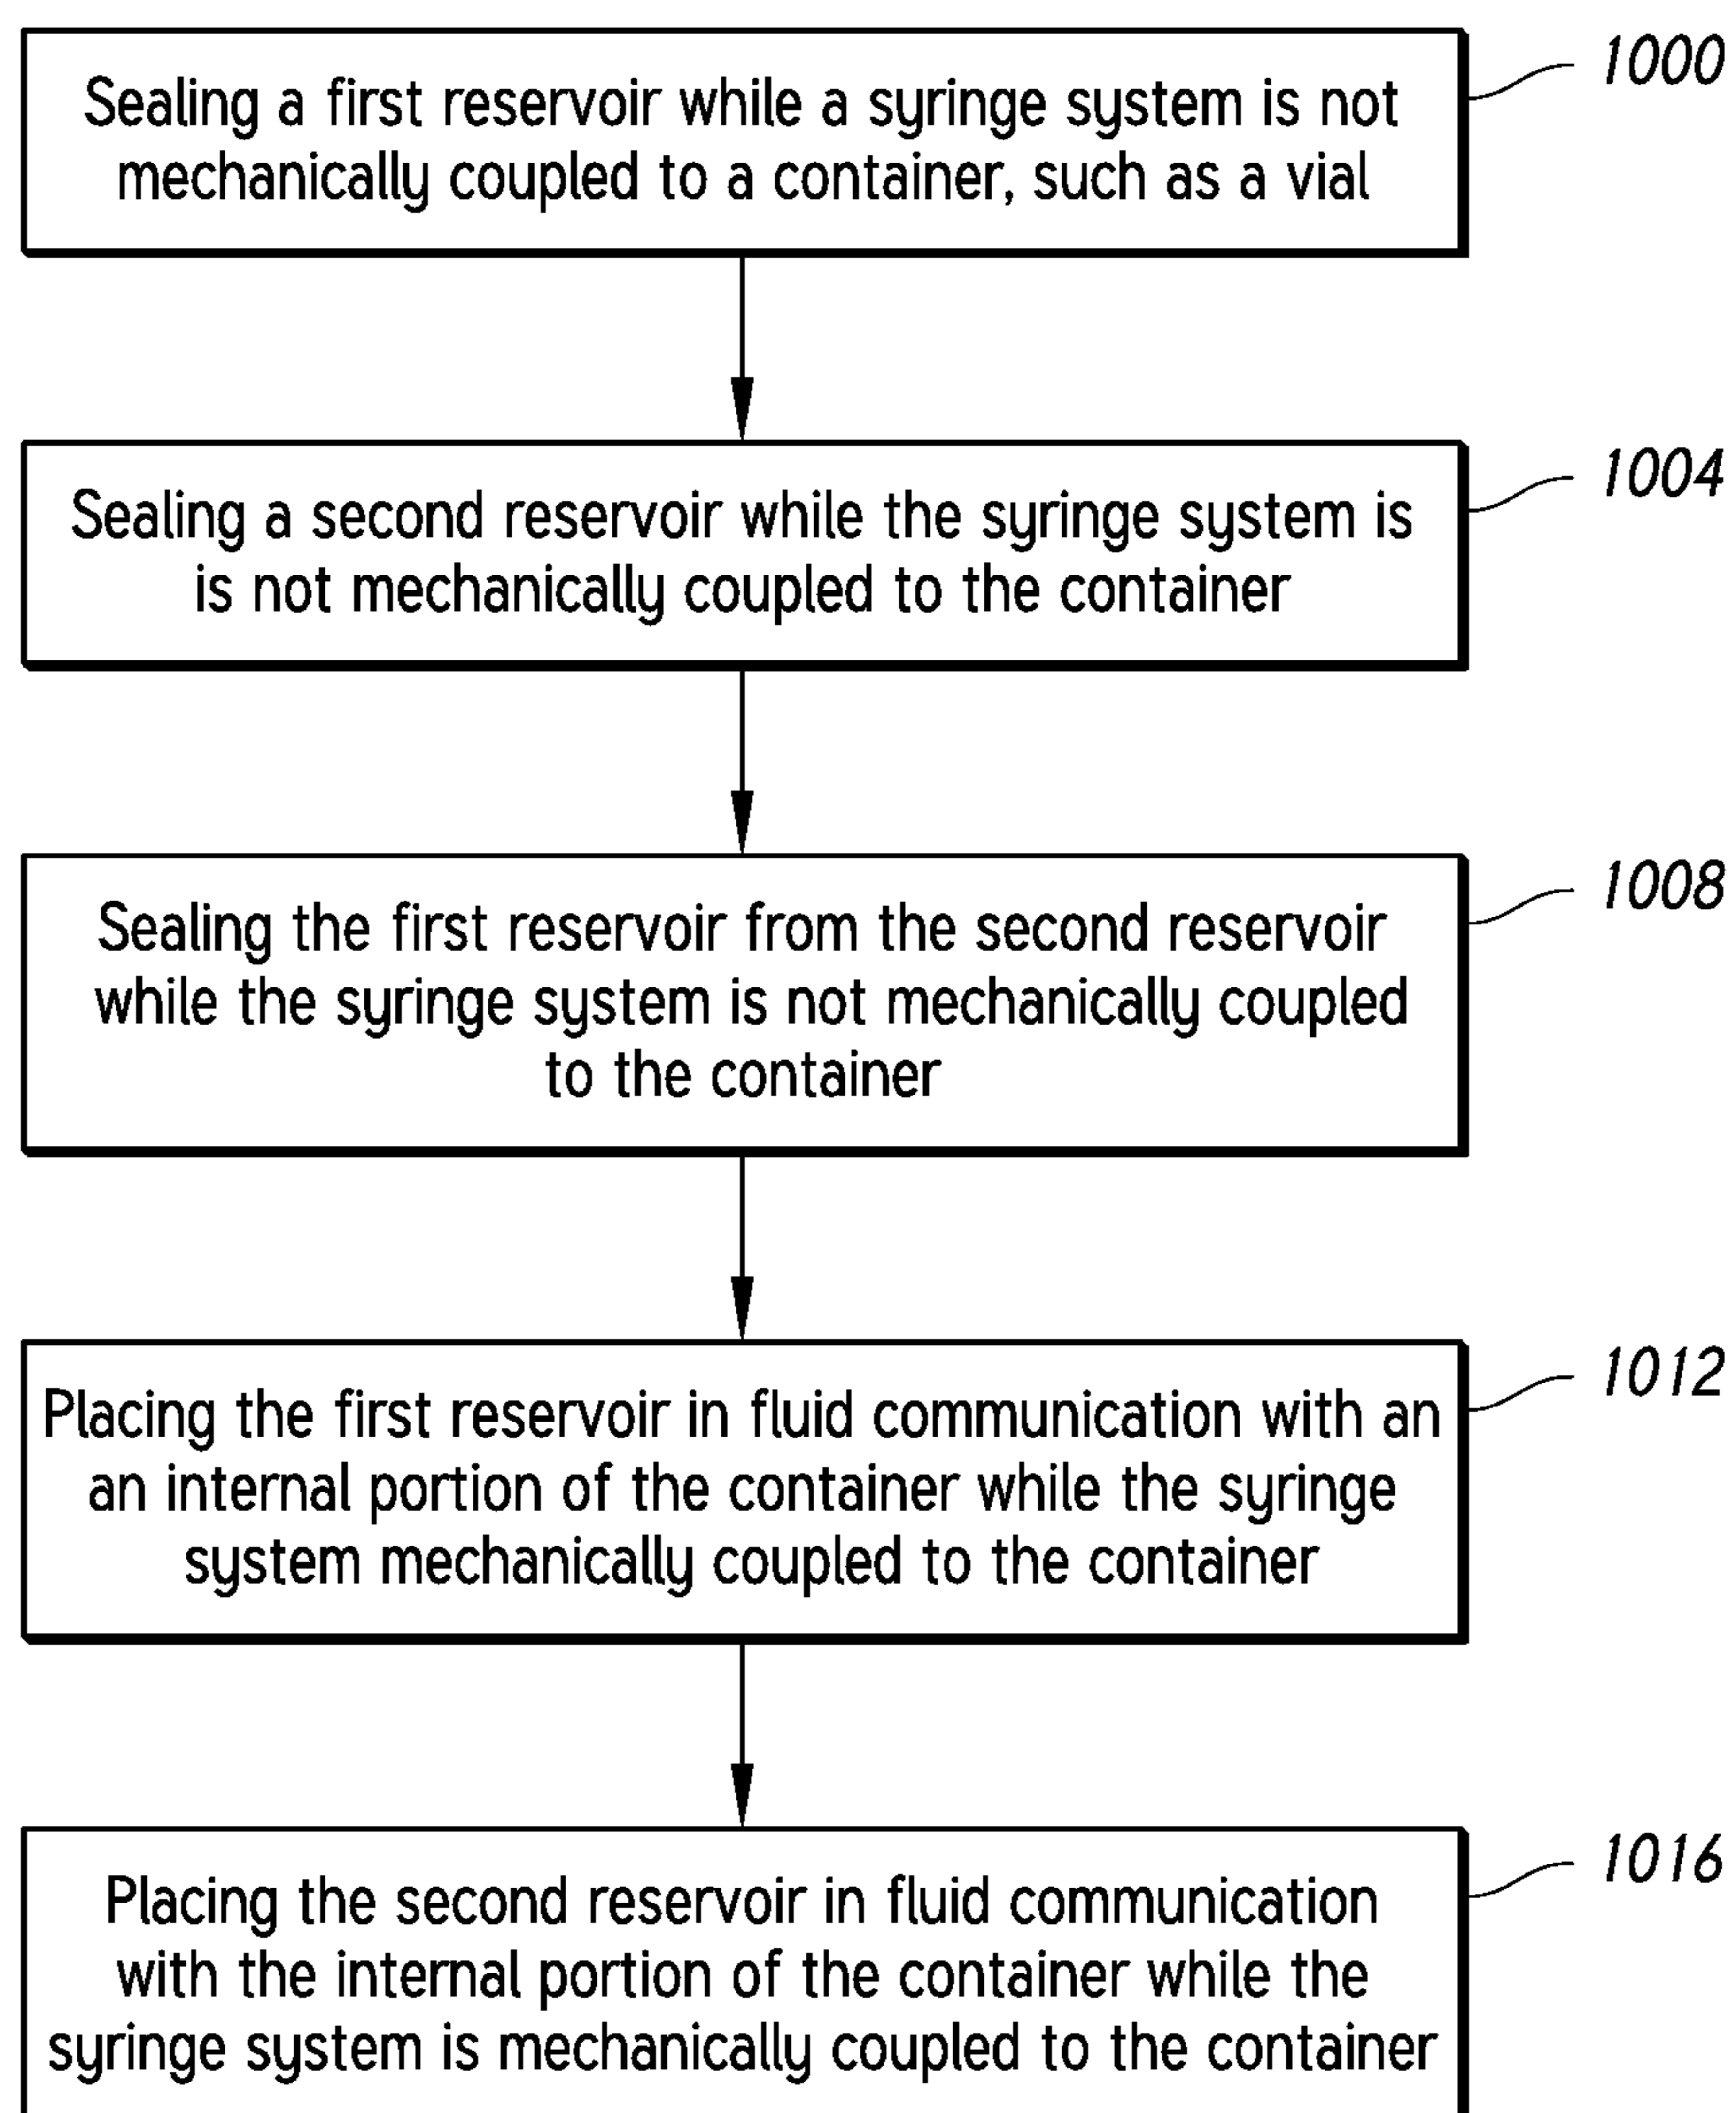 Sealing a first reservoir while a syringe system is not
mechanically coupled to a container, such as a vial
1000
Sealing a second reservoir while the syringe system is
is not mechanically coupled to the container
1004
Sealing the first reservoir from the second reservoir
while the syringe system is not mechanically coupled
to the container
1008
Placing the first reservoir in fluid communication with an
an internal portion of the container while the syringe
system mechanically coupled to the container
1012
Placing the second reservoir in fluid communication
with the internal portion of the container while the
syringe system is mechanically coupled to the container
1016